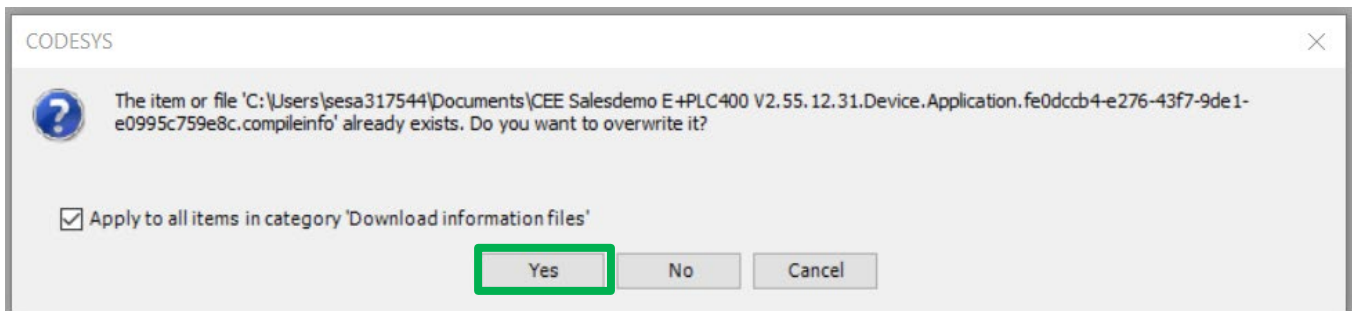 CODESYS
The item or file 'C:\Users\sesa317544\Documents\CEE Salesdemo E+PLC400 V2.55.12.31.Device.Application.fe0dccb4-e276-43f7-9de1-
e0995c759e8c.compileinfo' already exists. Do you want to overwrite it?
Apply to all items in category 'Download information files'
Yes No Cancel